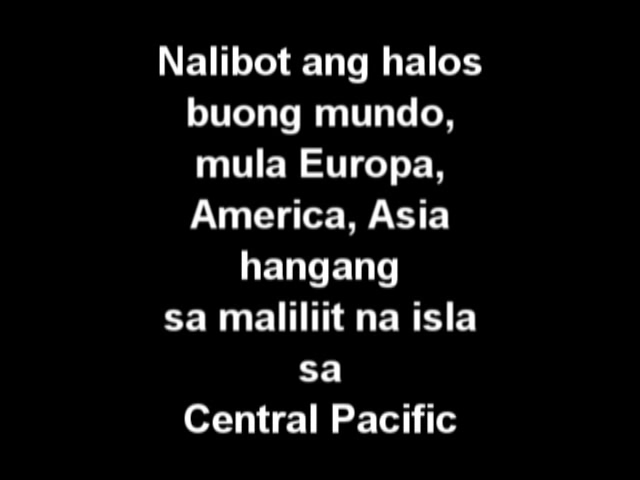 Nalibot ang halos
buong mundo,
mula Europa,
America, Asia
hangang
sa maliliit na isla
sa
Central Pacific